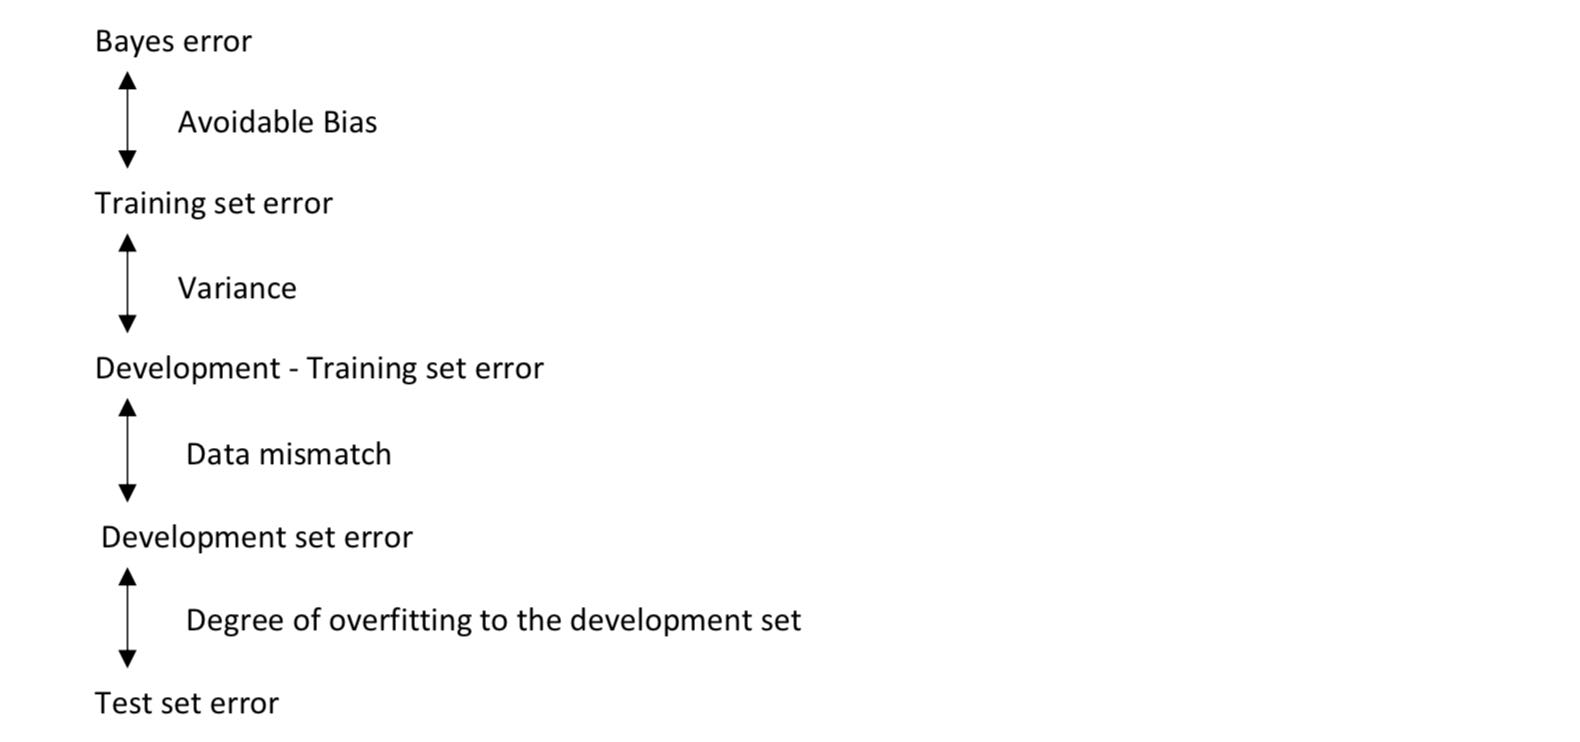 Bayes error
Avoidable Bias
Training set error
Variance
Development - Training set error
Data mismatch
Development set error
Degree of overfitting to the development set
Test set error